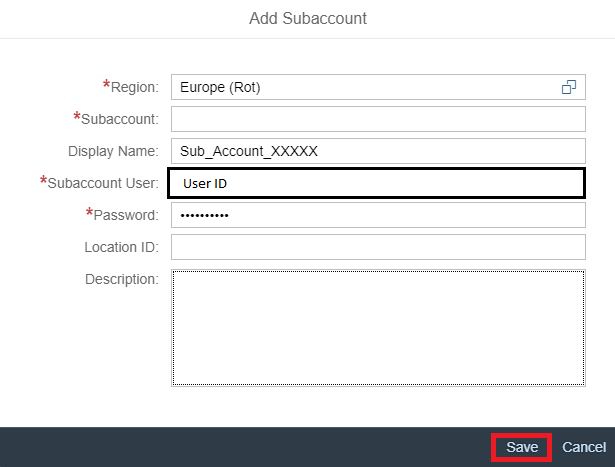 Add Subaccount
*Region: Europe (Rot)
*Subaccount:
Display Name: Sub_Account_XXXXX
*Subaccount User: User ID
*Password: ••••••••••
Location ID:
Description:
Save Cancel